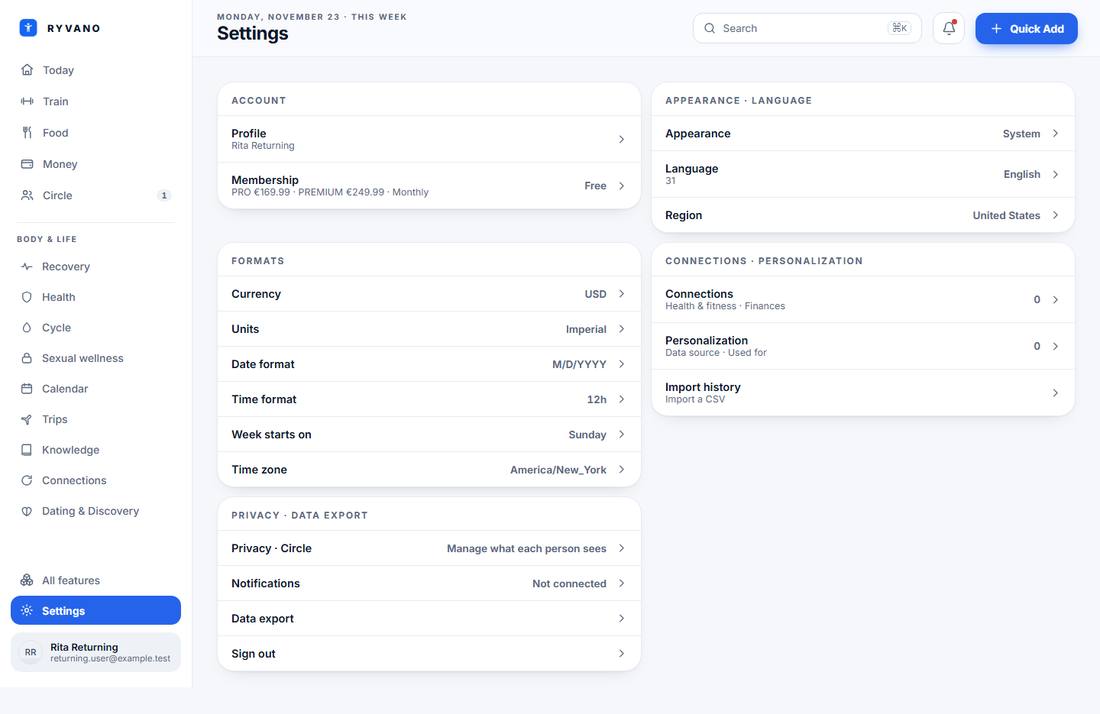 RYVANO
Today
Train
Food
Money
Circle 1
BODY & LIFE
Recovery
Health
Cycle
Sexual wellness
Calendar
Trips
Knowledge
Connections
Dating & Discovery
All features
Settings
RR
Rita Returning
returning.user@example.test
MONDAY, NOVEMBER 23 · THIS WEEK
Settings
Search ⌘K
Quick Add
ACCOUNT
Profile
Rita Returning
Membership
PRO €169.99 · PREMIUM €249.99 · Monthly
Free
APPEARANCE · LANGUAGE
Appearance System
Language
31
English
Region United States
FORMATS
Currency USD
Units Imperial
Date format M/D/YYYY
Time format 12h
Week starts on Sunday
Time zone America/New_York
CONNECTIONS · PERSONALIZATION
Connections
Health & fitness · Finances
0
Personalization
Data source · Used for
0
Import history
Import a CSV
PRIVACY · DATA EXPORT
Privacy · Circle Manage what each person sees
Notifications Not connected
Data export
Sign out